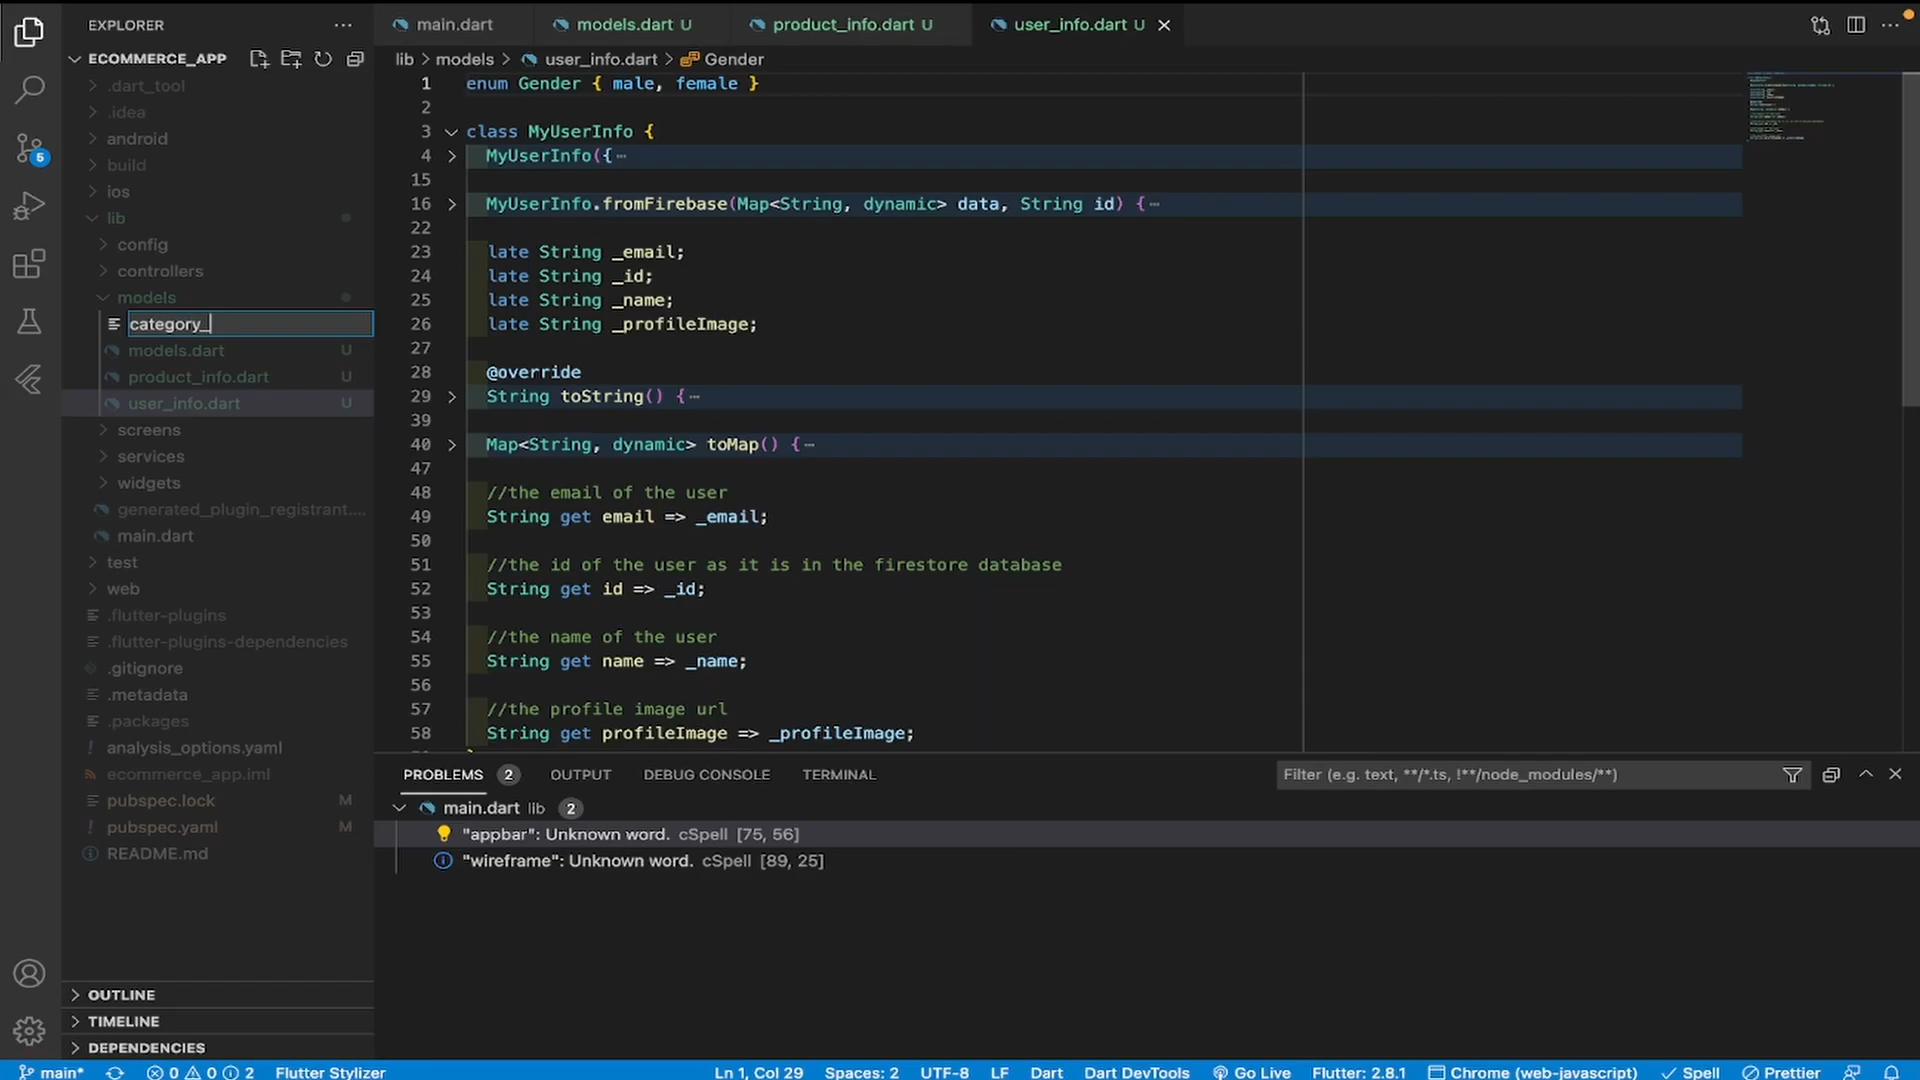 EXPLORER
ECOMMERCE_APP
.dart_tool
.idea
android
build
ios
lib
config
controllers
models
category_
models.dart U
product_info.dart U
user_info.dart U
screens
services
widgets
generated_plugin_registrant....
main.dart
test
web
.flutter-plugins
.flutter-plugins-dependencies
.gitignore
.metadata
.packages
analysis_options.yaml
ecommerce_app.iml
pubspec.lock M
pubspec.yaml M
README.md
OUTLINE
TIMELINE
DEPENDENCIES
5
main.dart models.dart U product_info.dart U user_info.dart U
lib > models > user_info.dart > Gender
1 enum Gender { male, female }
2
3 class MyUserInfo {
4 MyUserInfo({⋯
15
16 MyUserInfo.fromFirebase(Map<String, dynamic> data, String id) {⋯
22
23 late String _email;
24 late String _id;
25 late String _name;
26 late String _profileImage;
27
28 @override
29 String toString() {⋯
39
40 Map<String, dynamic> toMap() {⋯
47
48 //the email of the user
49 String get email => _email;
50
51 //the id of the user as it is in the firestore database
52 String get id => _id;
53
54 //the name of the user
55 String get name => _name;
56
57 //the profile image url
58 String get profileImage => _profileImage;
PROBLEMS 2 OUTPUT DEBUG CONSOLE TERMINAL Filter (e.g. text, **/*.ts, !**/node_modules/**)
main.dart lib 2
"appbar": Unknown word. cSpell [75, 56]
"wireframe": Unknown word. cSpell [89, 25]
main* 0 0 2 Flutter Stylizer Ln 1, Col 29 Spaces: 2 UTF-8 LF Dart Dart DevTools Go Live Flutter: 2.8.1 Chrome (web-javascript) Spell Prettier